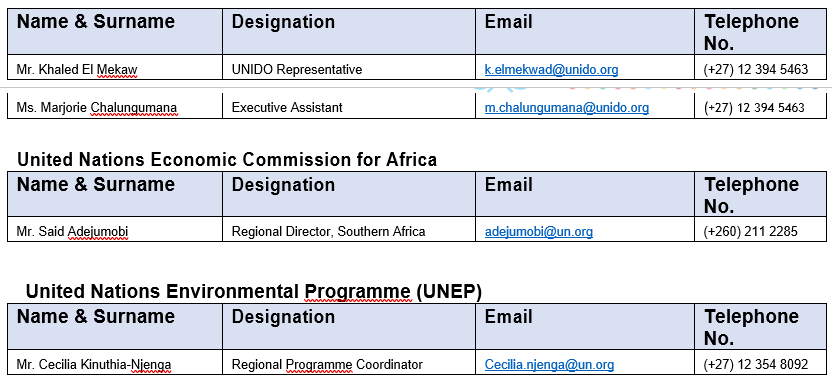 Name & Surname Designation Email Telephone No.
Mr. Khaled El Mekaw UNIDO Representative k.elmekwad@unido.org (+27) 12 394 5463
Ms. Marjorie Chalungumana Executive Assistant m.chalungumana@unido.org (+27) 12 394 5463
United Nations Economic Commission for Africa
Name & Surname Designation Email Telephone No.
Mr. Said Adejumobi Regional Director, Southern Africa adejumobi@un.org (+260) 211 2285
United Nations Environmental Programme (UNEP)
Name & Surname Designation Email Telephone No.
Mr. Cecilia Kinuthia-Njenga Regional Programme Coordinator Cecilia.njenga@un.org (+27) 12 354 8092